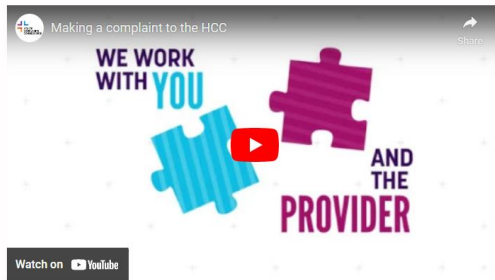 Making a complaint to the HCC
Share
WE WORK
WITH YOU
AND
THE
PROVIDER
Watch on YouTube